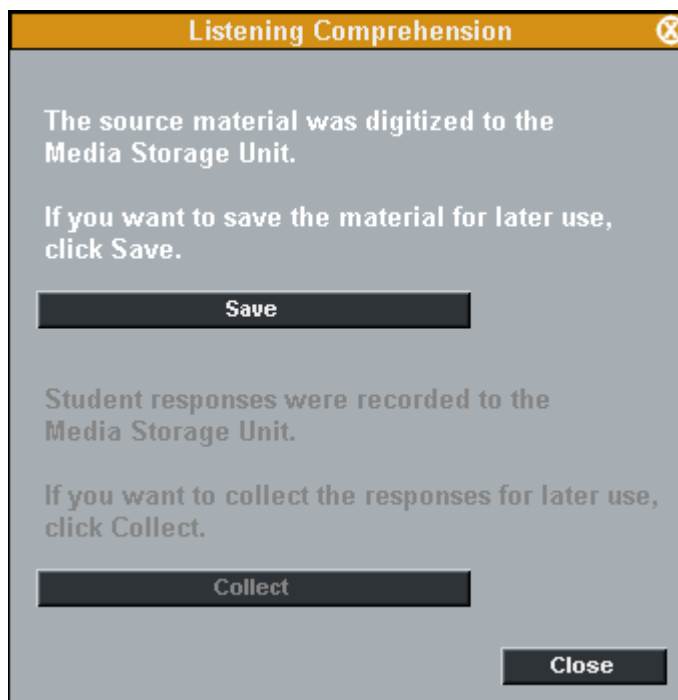 Listening Comprehension
The source material was digitized to the
Media Storage Unit.
If you want to save the material for later use,
click Save.
Save
Student responses were recorded to the
Media Storage Unit.
If you want to collect the responses for later use,
click Collect.
Collect
Close